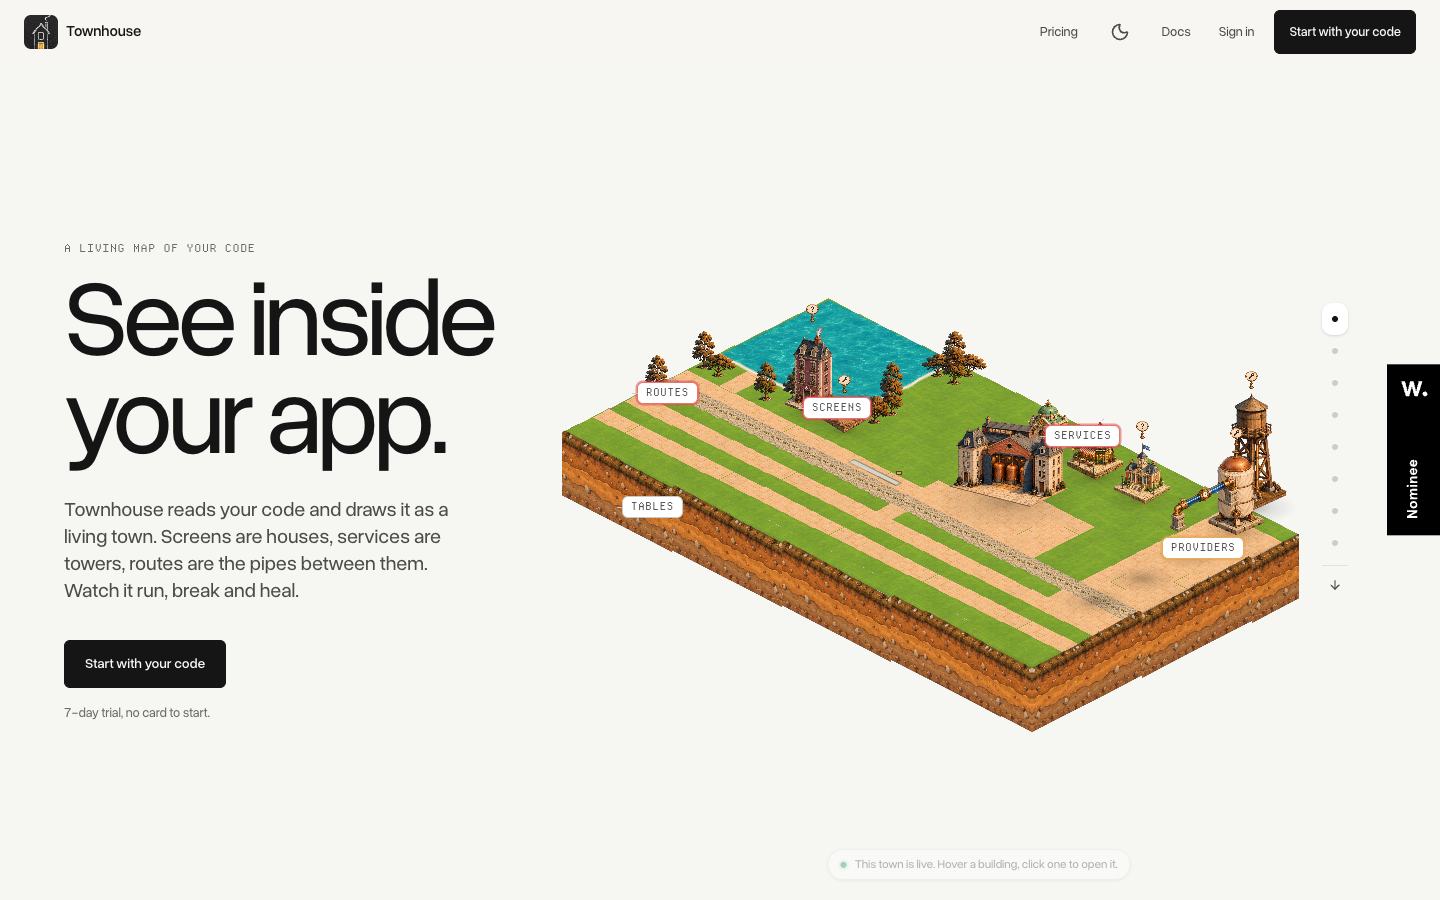 Townhouse
Pricing
Docs
Sign in
Start with your code
A LIVING MAP OF YOUR CODE
See inside
your app.
Townhouse reads your code and draws it as a
living town. Screens are houses, services are
towers, routes are the pipes between them.
Watch it run, break and heal.
Start with your code
7-day trial, no card to start.
ROUTES
SCREENS
SERVICES
TABLES
PROVIDERS
W.
Nominee
This town is live. Hover a building, click one to open it.